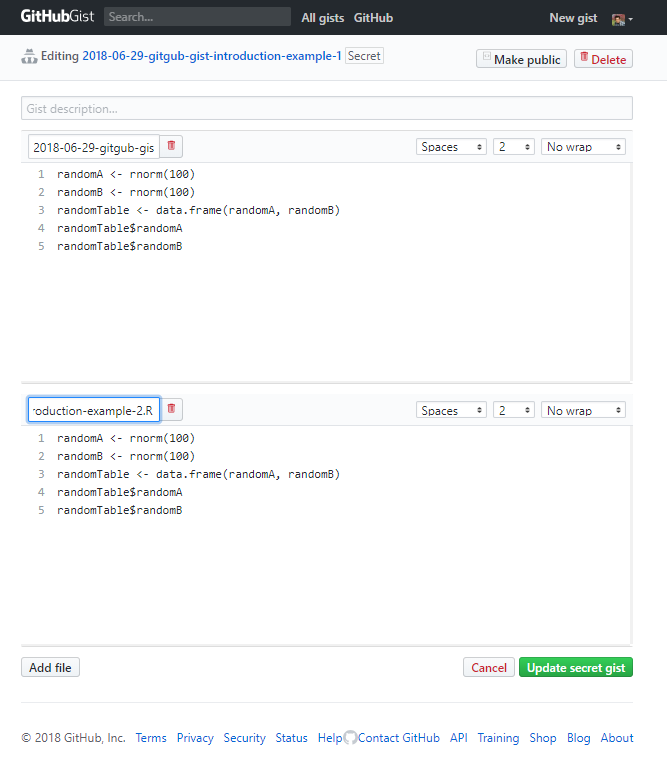 GitHubGist Search... All gists GitHub New gist
Editing 2018-06-29-gitgub-gist-introduction-example-1 Secret Make public Delete
Gist description...
2018-06-29-gitgub-gis Spaces 2 No wrap
1 randomA <- rnorm(100)
2 randomB <- rnorm(100)
3 randomTable <- data.frame(randomA, randomB)
4 randomTable$randomA
5 randomTable$randomB
roduction-example-2.R Spaces 2 No wrap
1 randomA <- rnorm(100)
2 randomB <- rnorm(100)
3 randomTable <- data.frame(randomA, randomB)
4 randomTable$randomA
5 randomTable$randomB
Add file Cancel Update secret gist
© 2018 GitHub, Inc. Terms Privacy Security Status Help Contact GitHub API Training Shop Blog About